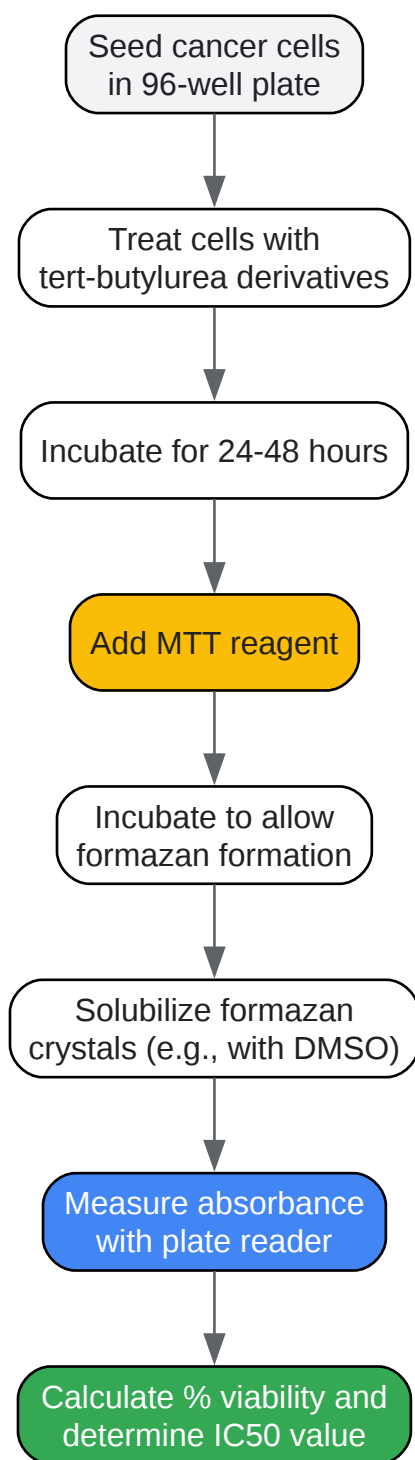 Seed cancer cells
in 96-well plate
Treat cells with
tert-butylurea derivatives
Incubate for 24-48 hours
Add MTT reagent
Incubate to allow
formazan formation
Solubilize formazan
crystals (e.g., with DMSO)
Measure absorbance
with plate reader
Calculate % viability and
determine IC50 value